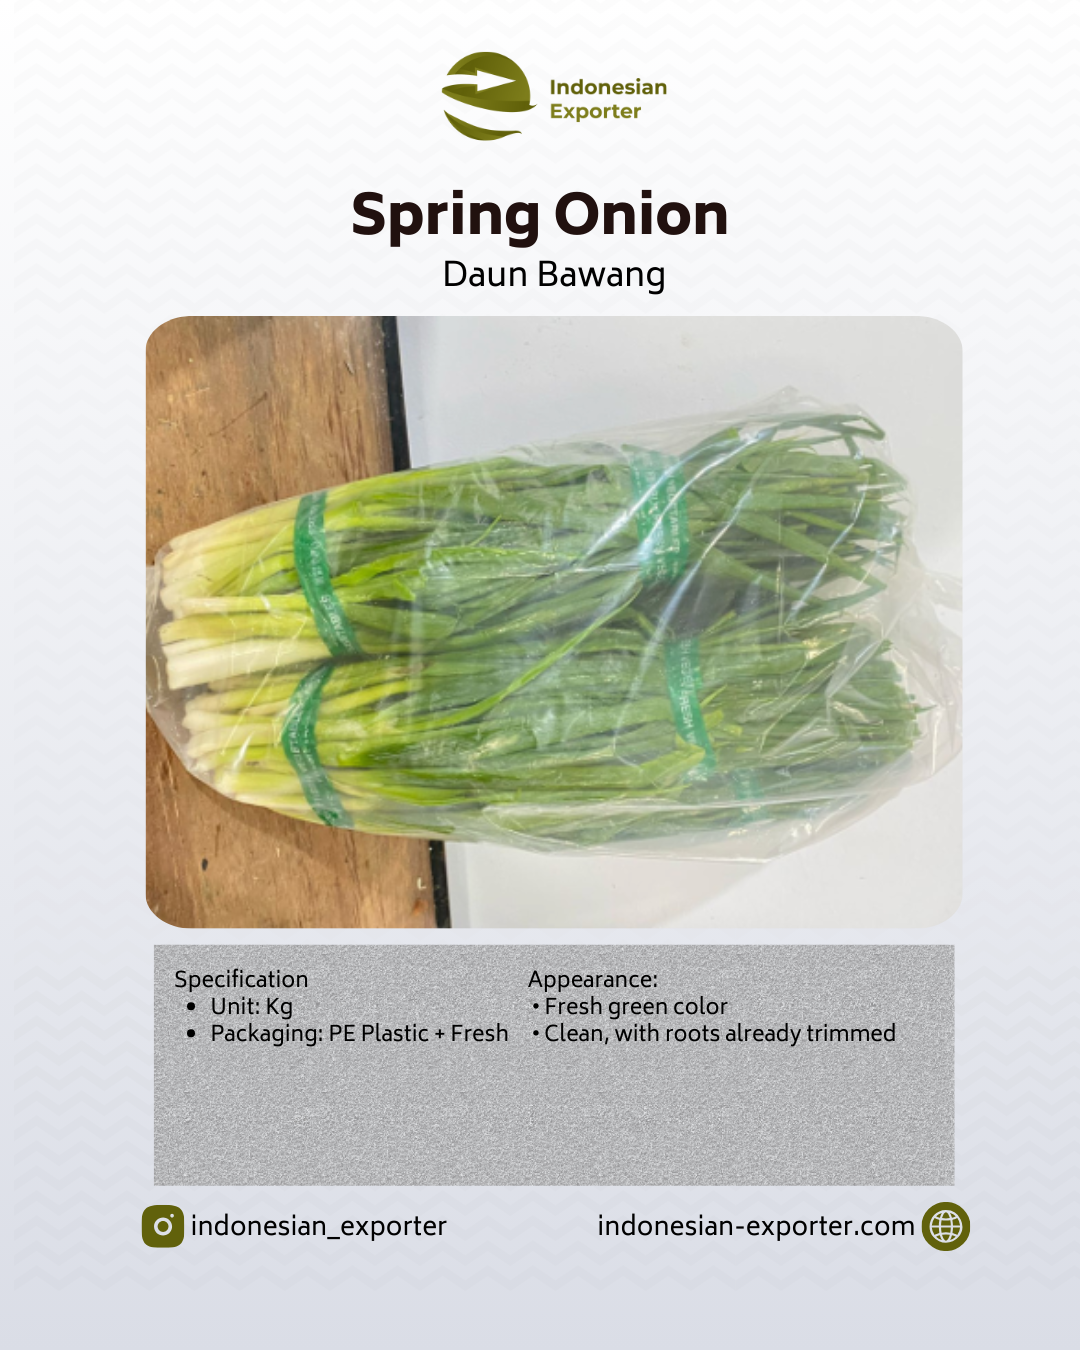 Indonesian
Exporter
Spring Onion
Daun Bawang
Specification
• Unit: Kg
• Packaging: PE Plastic + Fresh
Appearance:
• Fresh green color
• Clean, with roots already trimmed
indonesian_exporter
indonesian-exporter.com